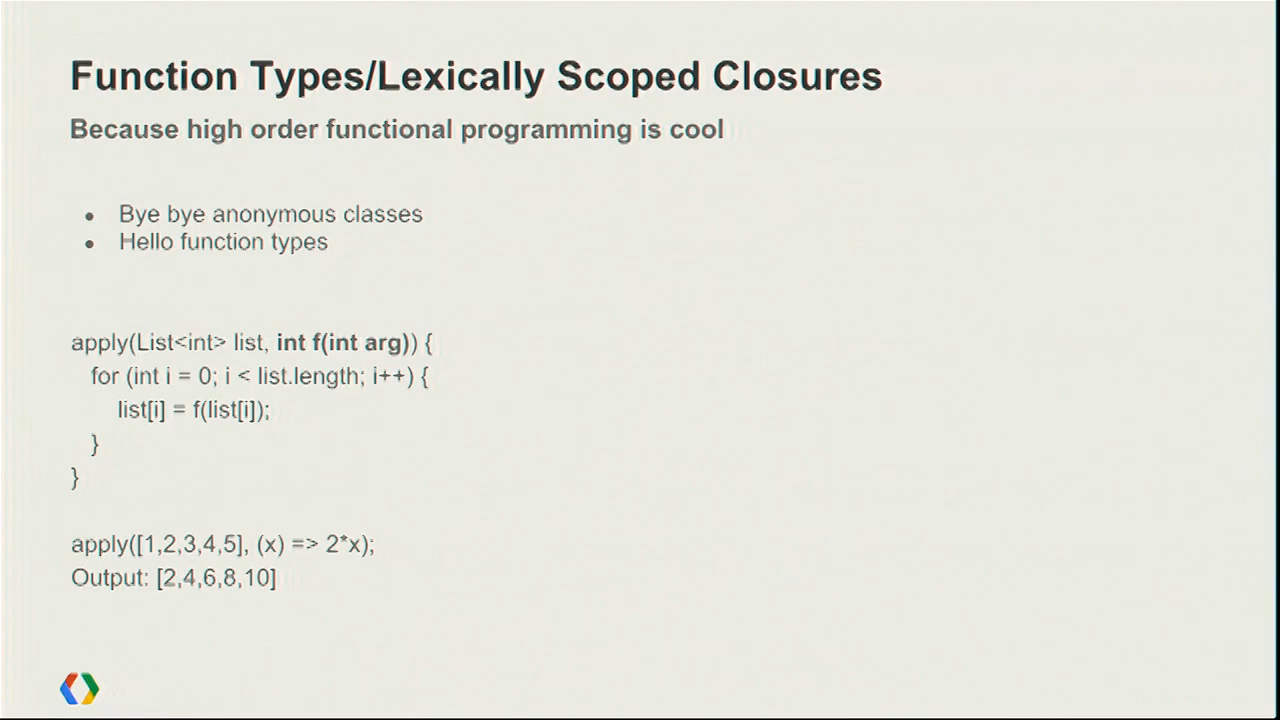 Function Types/Lexically Scoped Closures
Because high order functional programming is cool
• Bye bye anonymous classes
• Hello function types
apply(List<int> list, int f(int arg)) {
for (int i = 0; i < list.length; i++) {
list[i] = f(list[i]);
}
}
apply([1,2,3,4,5], (x) => 2*x);
Output: [2,4,6,8,10]